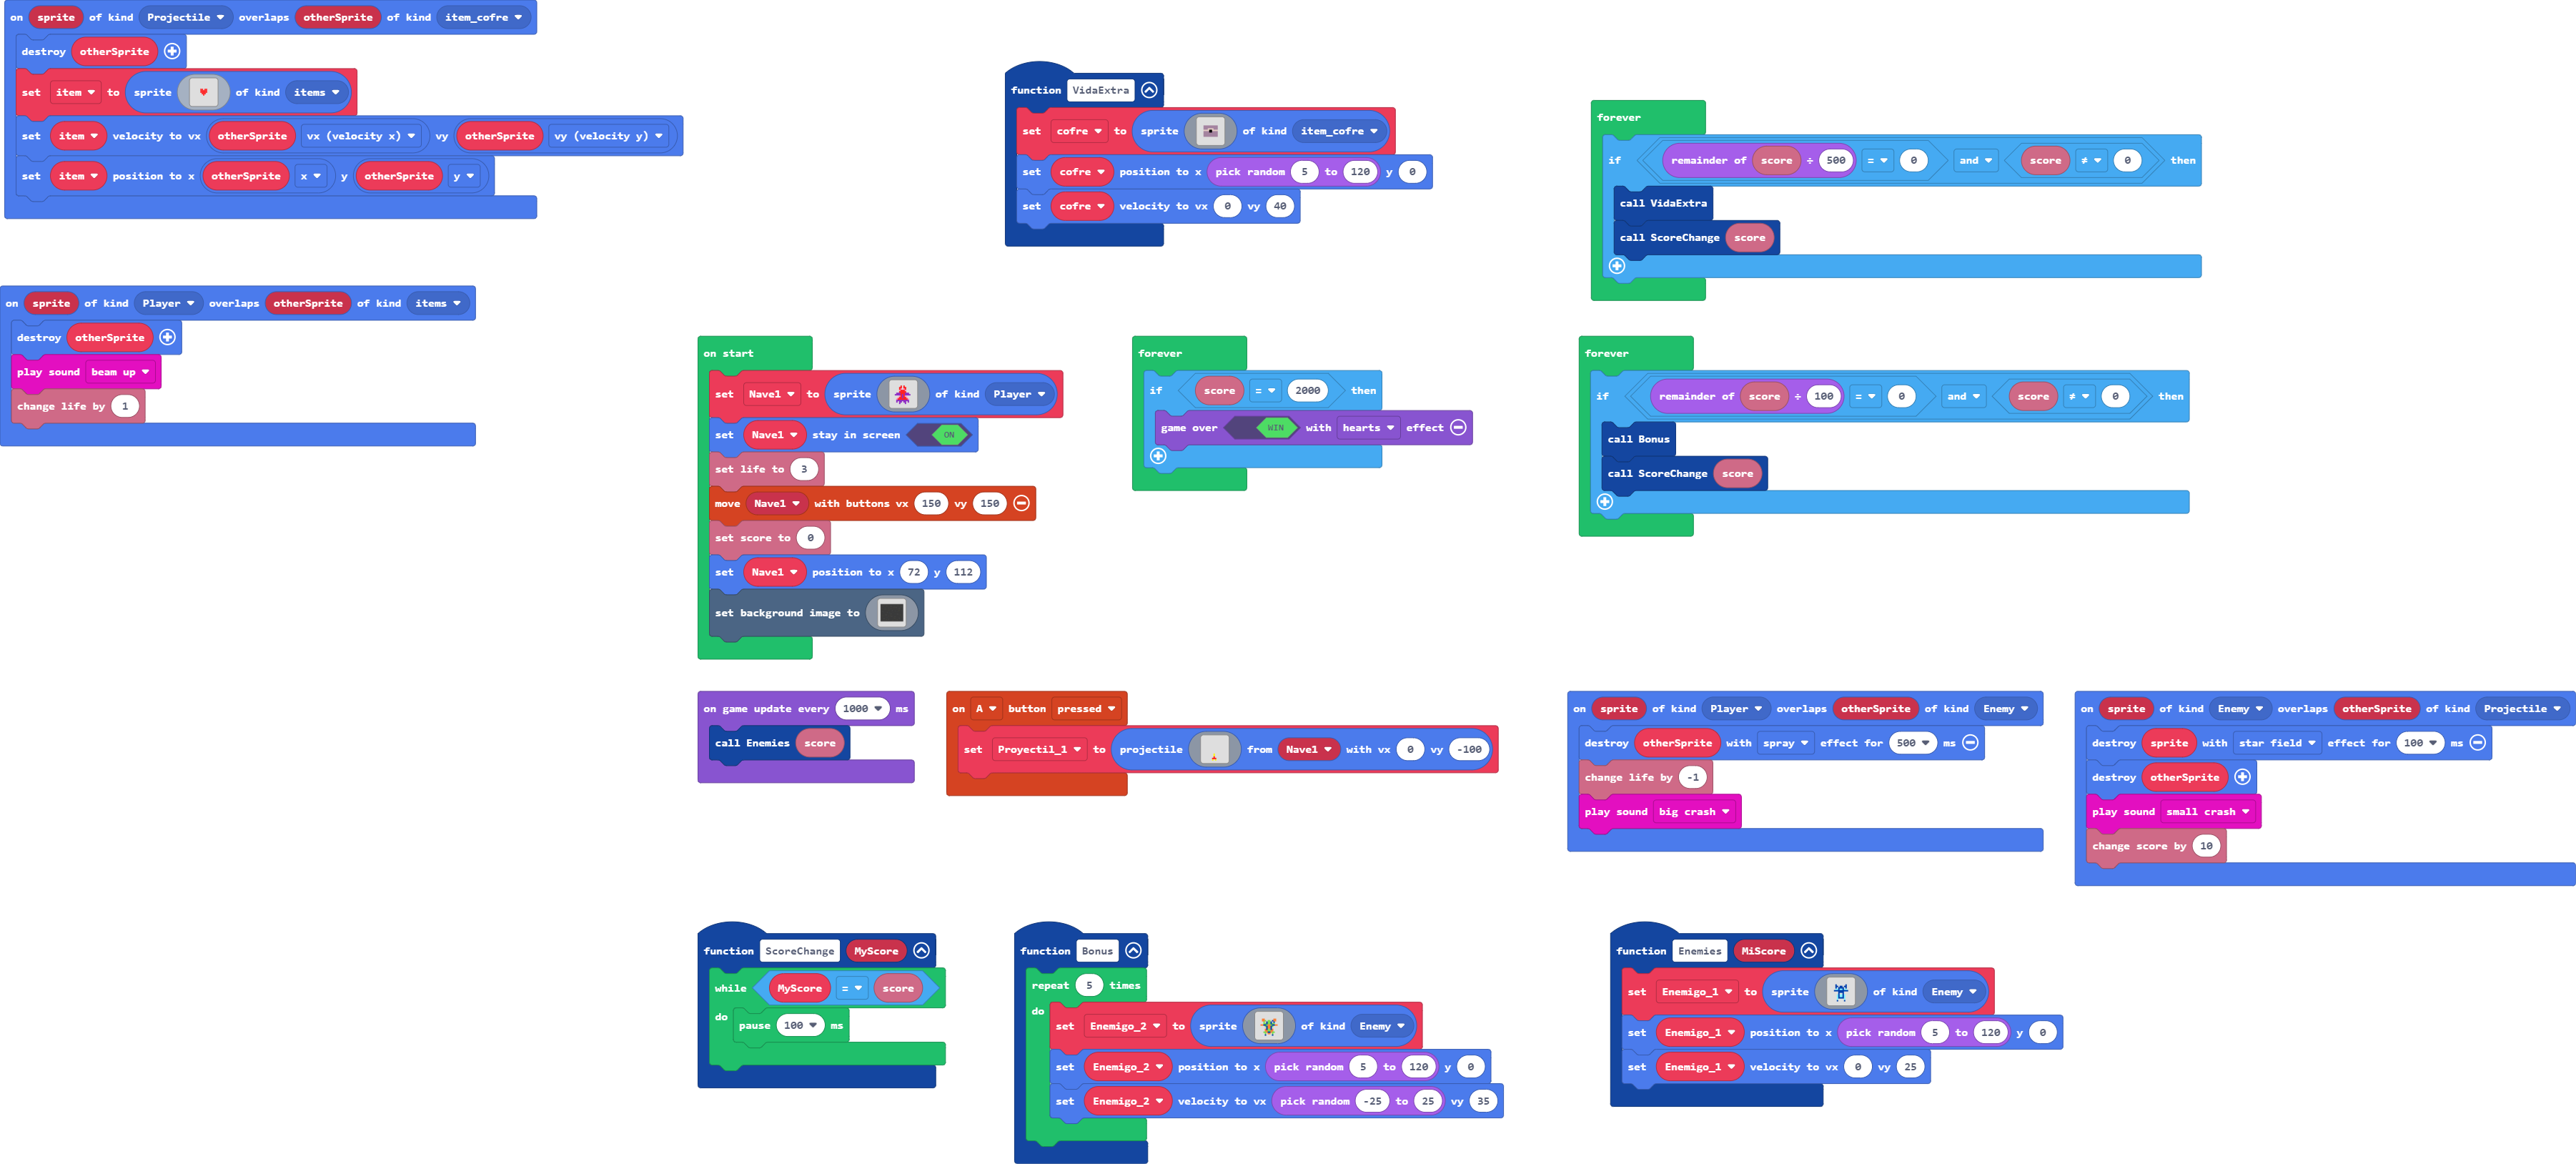 on sprite of kind Projectile overlaps otherSprite of kind item_cofre
destroy otherSprite
set item to sprite of kind items
set item velocity to vx otherSprite vx (velocity x) vy otherSprite vy (velocity y)
set item position to x otherSprite x y otherSprite y
function VidaExtra
set cofre to sprite of kind item_cofre
set cofre position to x pick random 5 to 120 y 0
set cofre velocity to vx 0 vy 40
forever
if remainder of score ÷ 500 = 0 and score ≠ 0 then
call VidaExtra
call ScoreChange score
on sprite of kind Player overlaps otherSprite of kind items
destroy otherSprite
play sound beam up
change life by 1
on start
set Nave1 to sprite of kind Player
set Nave1 stay in screen ON
set life to 3
move Nave1 with buttons vx 150 vy 150
set score to 0
set Nave1 position to x 72 y 112
set background image to
forever
if score = 2000 then
game over WIN with hearts effect
forever
if remainder of score ÷ 100 = 0 and score ≠ 0 then
call Bonus
call ScoreChange score
on game update every 1000 ms
call Enemies score
on A button pressed
set Proyectil_1 to projectile from Nave1 with vx 0 vy -100
on sprite of kind Player overlaps otherSprite of kind Enemy
destroy otherSprite with spray effect for 500 ms
change life by -1
play sound big crash
on sprite of kind Enemy overlaps otherSprite of kind Projectile
destroy sprite with star field effect for 100 ms
destroy otherSprite
play sound small crash
change score by 10
function ScoreChange MyScore
while MyScore = score
do pause 100 ms
function Bonus
repeat 5 times
do
set Enemigo_2 to sprite of kind Enemy
set Enemigo_2 position to x pick random 5 to 120 y 0
set Enemigo_2 velocity to vx pick random -25 to 25 vy 35
function Enemies MiScore
set Enemigo_1 to sprite of kind Enemy
set Enemigo_1 position to x pick random 5 to 120 y 0
set Enemigo_1 velocity to vx 0 vy 25